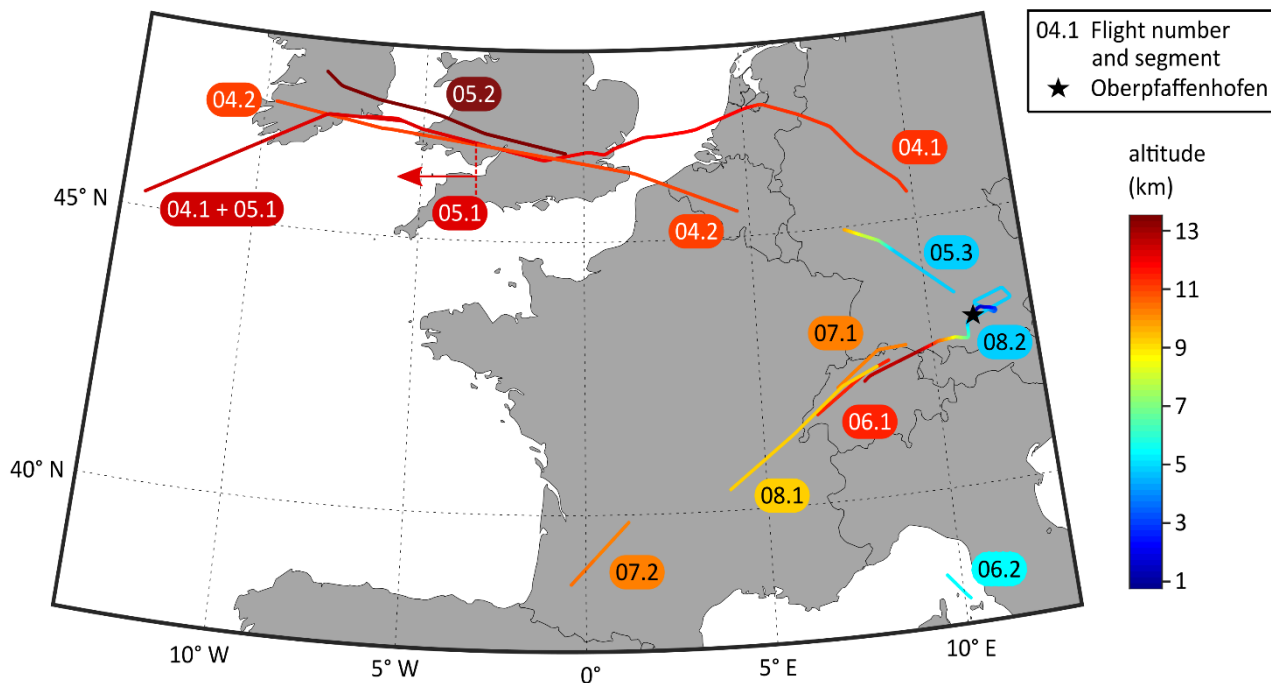 04.1 Flight number
and segment
★ Oberpfaffenhofen
04.2
05.2
04.1
45° N
04.1 + 05.1
05.1
04.2
05.3
07.1
08.2
06.1
40° N
08.1
07.2
06.2
10° W
5° W
0°
5° E
10° E
altitude
(km)
13
11
9
7
5
3
1